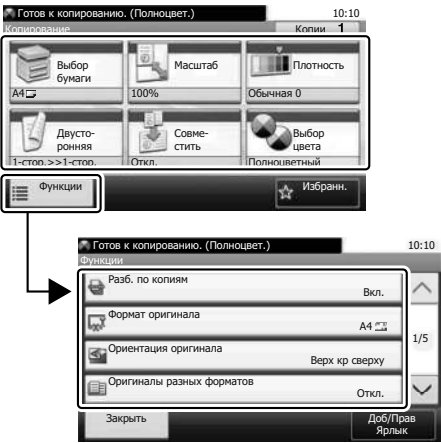 Готов к копированию. (Полноцвет.) 10:10
Копирование Копии 1
Выбор
бумаги
A4
Масштаб
100%
Плотность
Обычная 0
Двусто-
ронняя
1-стор.>>1-стор.
Совме-
стить
Откл.
Выбор
цвета
Полноцветный
Функции
Избранн.
Готов к копированию. (Полноцвет.) 10:10
Функции
Разб. по копиям
Вкл.
Формат оригинала
A4
1/5
Ориентация оригинала
Верх кр сверху
Оригиналы разных форматов
Откл.
Закрыть
Доб/Прав
Ярлык